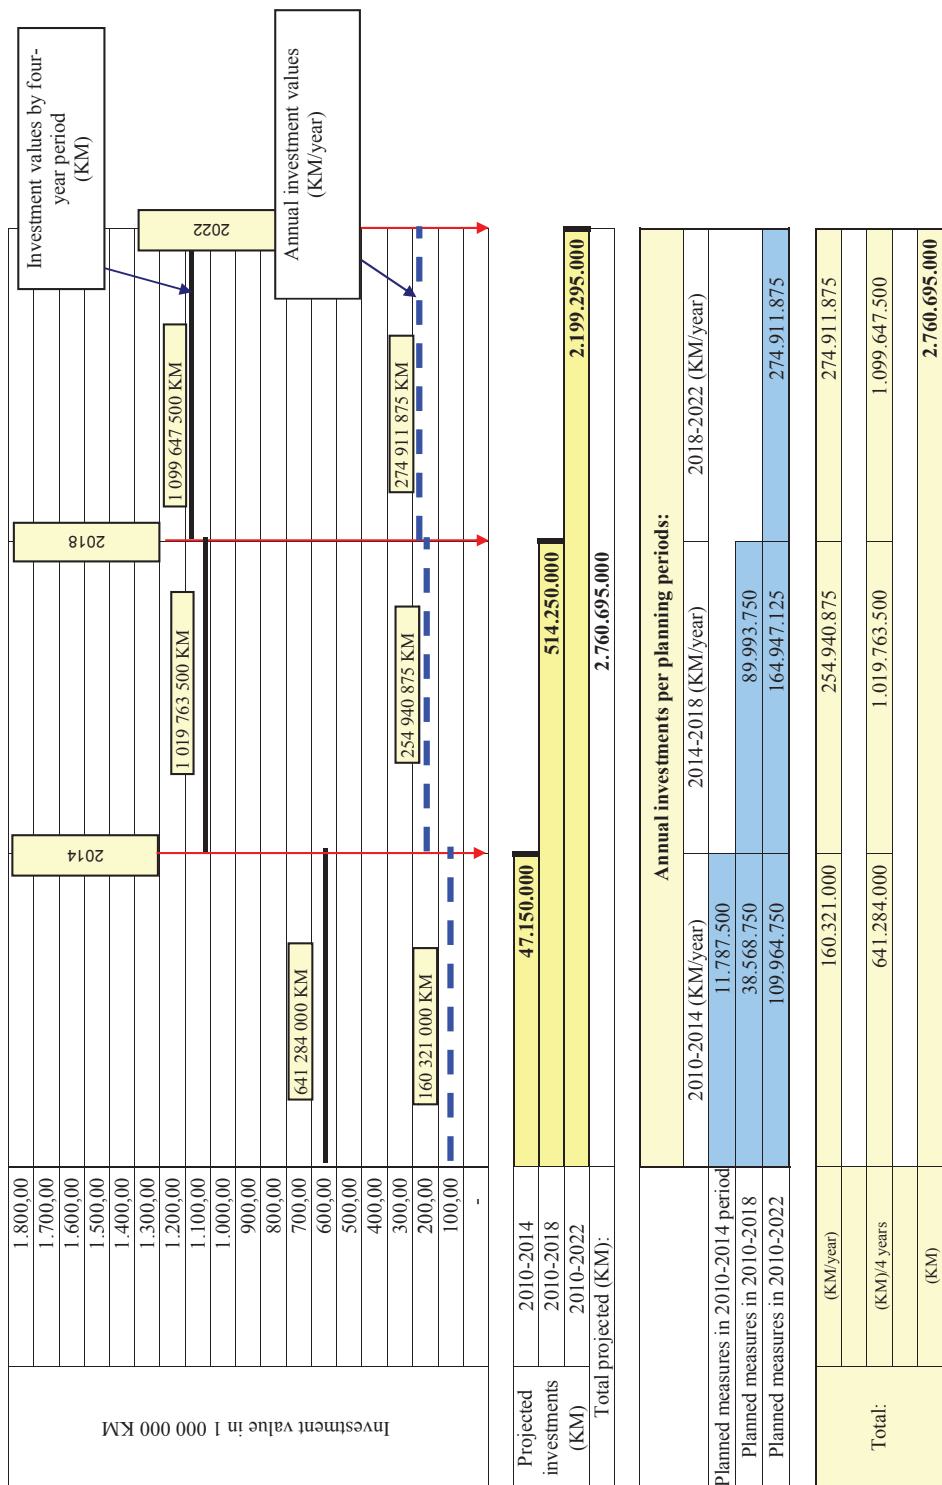 Investment value in 1 000 000 KM
1.800,00
1.700,00
1.600,00
1.500,00
1.400,00
1.300,00
1.200,00
1.100,00
1.000,00
900,00
800,00
700,00
600,00
400,00
300,00
200,00
100,00
-
2014
2018
2022
Investment values by four-
year period
(KM)
Annual investment values
(KM/year)
641 284 000 KM
1 019 763 500 KM
1 099 647 500 KM
160 321 000 KM
254 940 875 KM
274 911 875 KM
Projected
investments
(KM)
2010-2014 47.150.000
2010-2018 514.250.000
2010-2022 2.199.295.000
Total projected (KM): 2.760.695.000
Annual investments per planning periods:
2010-2014 (KM/year) 2014-2018 (KM/year) 2018-2022 (KM/year)
Planned measures in 2010-2014 period 11.787.500
Planned measures in 2010-2018 38.568.750 89.993.750
Planned measures in 2010-2022 109.964.750 164.947.125 274.911.875
Total:
(KM/year) 160.321.000 254.940.875 274.911.875
(KM)/4 years 641.284.000 1.019.763.500 1.099.647.500
(KM) 2.760.695.000